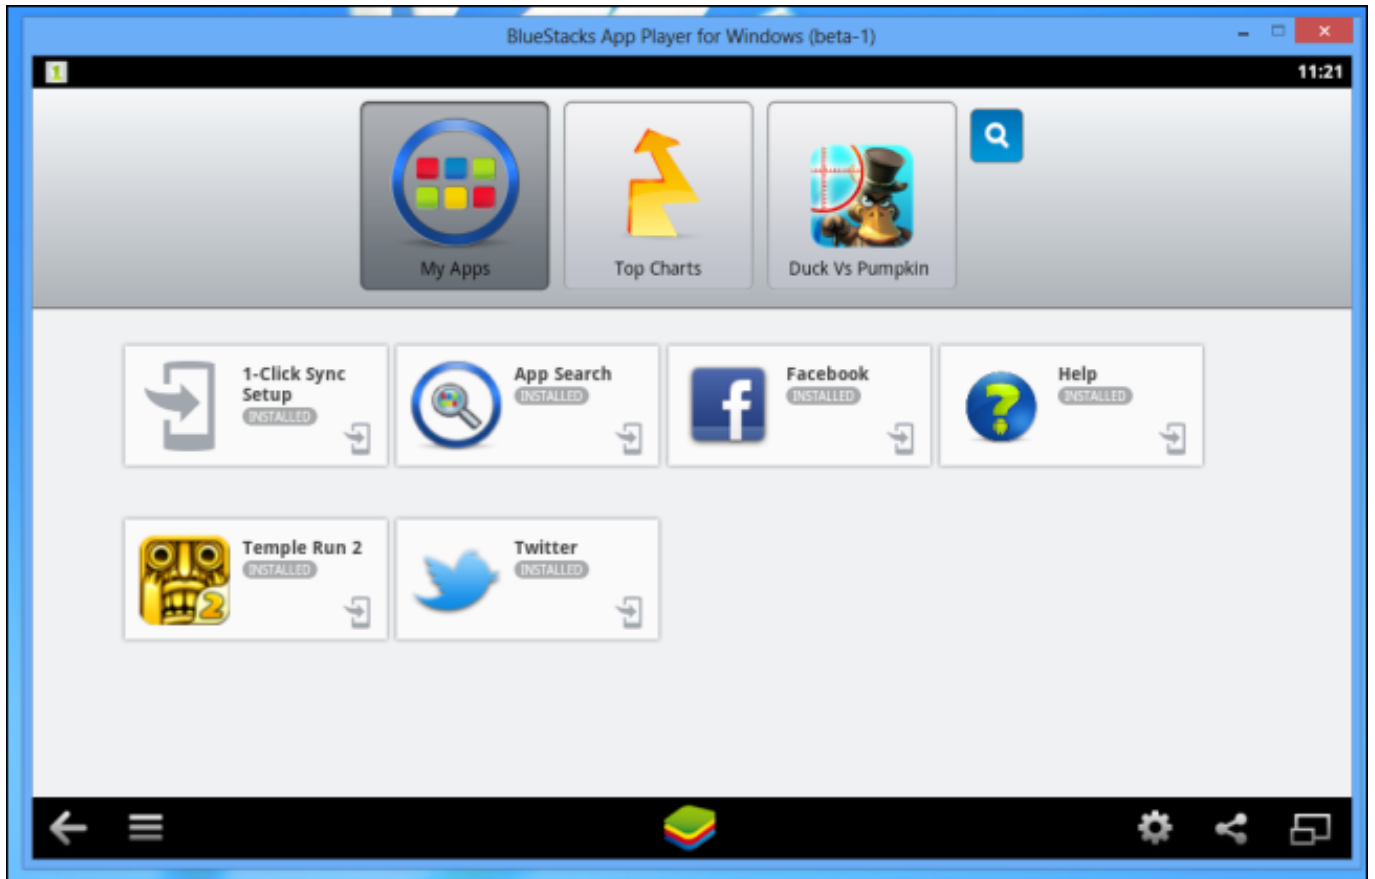 BlueStacks App Player for Windows (beta-1)
1
11:21
My Apps
Top Charts
Duck Vs Pumpkin
1-Click Sync
Setup
INSTALLED
App Search
INSTALLED
Facebook
INSTALLED
Help
INSTALLED
Temple Run 2
INSTALLED
2
Twitter
INSTALLED